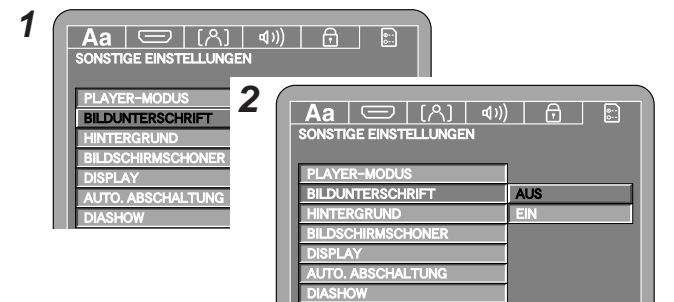 1
Aa
SONSTIGE EINSTELLUNGEN
PLAYER-MODUS
BILDUNTERSCHRIFT
HINTERGRUND
BILDSCHIRMSCHONER
DISPLAY
AUTO. ABSCHALTUNG
DIASHOW
2
Aa
SONSTIGE EINSTELLUNGEN
PLAYER-MODUS
BILDUNTERSCHRIFT AUS
HINTERGRUND EIN
BILDSCHIRMSCHONER
DISPLAY
AUTO. ABSCHALTUNG
DIASHOW